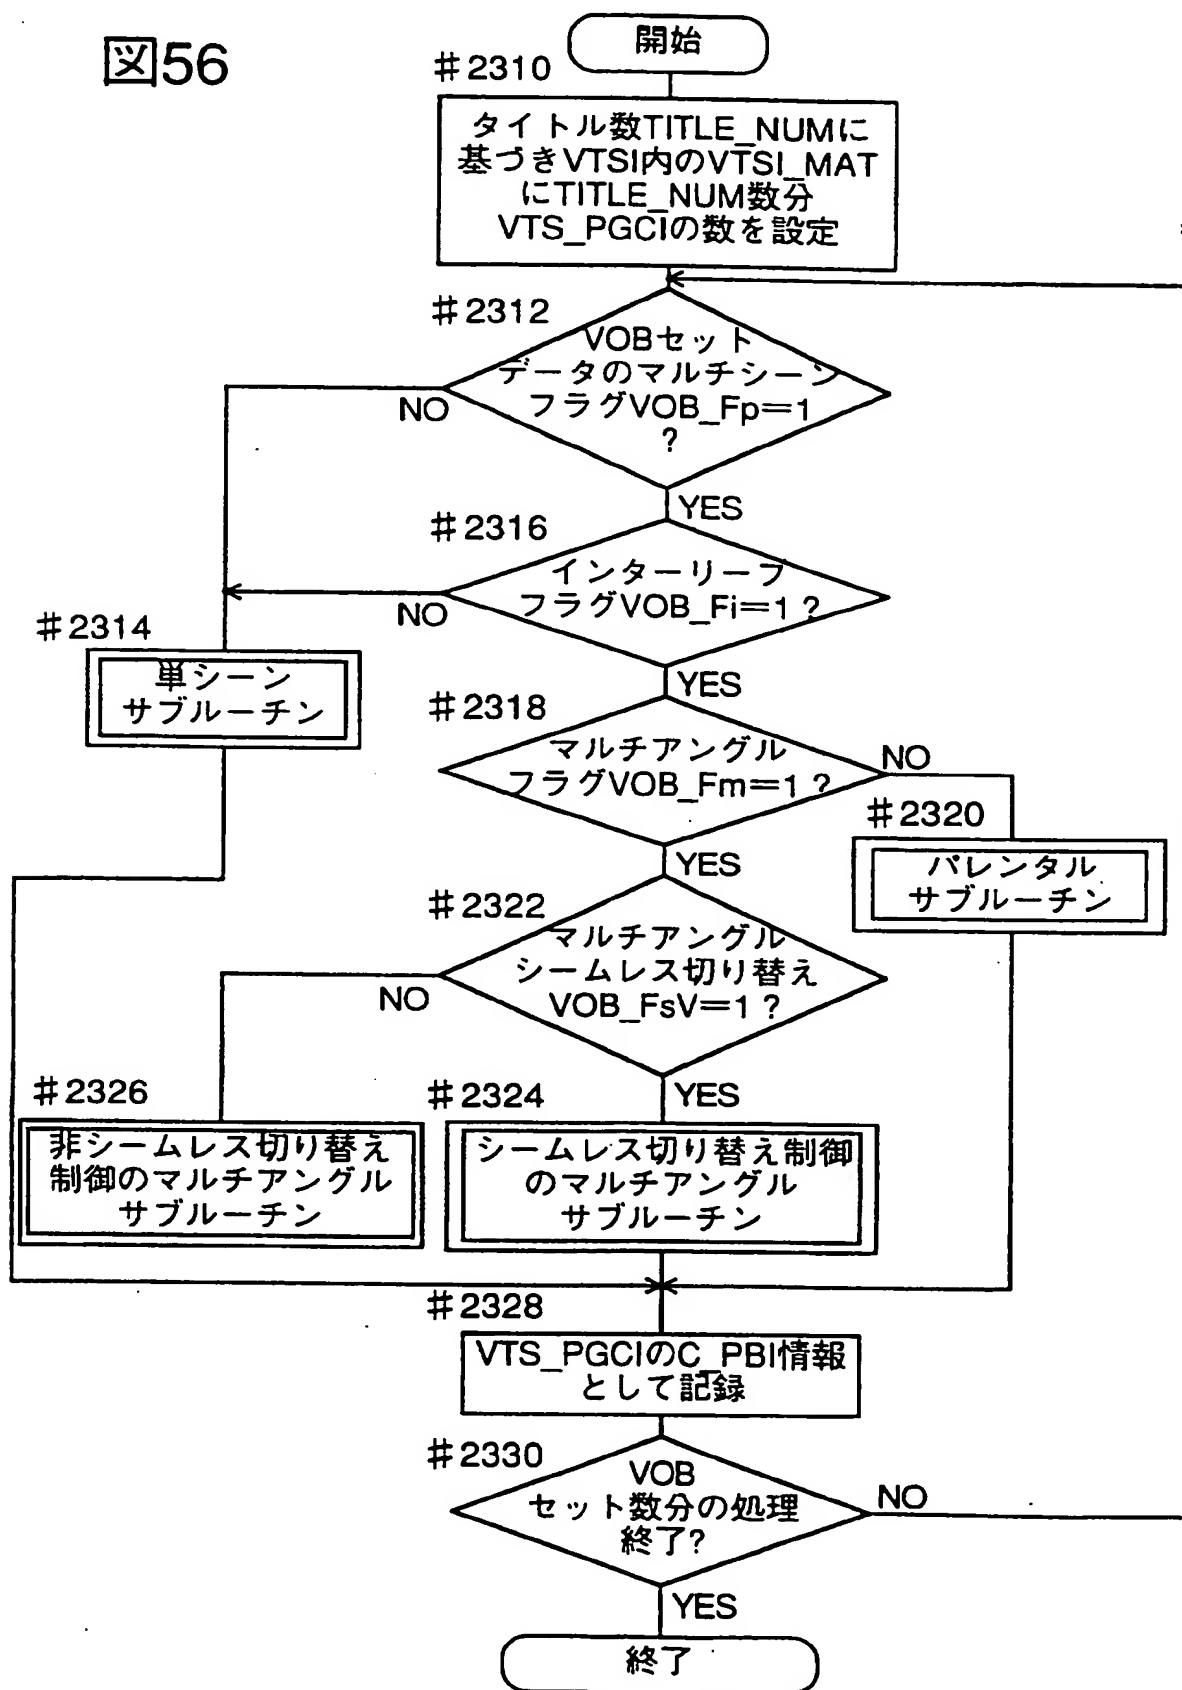 図56
開始
#2310
タイトル数TITLE_NUMに
基づきVTSI内のVTSI_MAT
にTITLE_NUM数分
VTS_PGCIの数を設定
#2312
VOBセット
データのマルチシーン
フラグVOB_Fp=1
?
NO
YES
#2316
インターリーブ
フラグVOB_Fi=1?
NO
YES
#2314
単シーン
サブルーチン
#2318
マルチアングル
フラグVOB_Fm=1?
NO
YES
#2320
パレンタル
サブルーチン
#2322
マルチアングル
シームレス切り替え
VOB_FsV=1?
NO
YES
#2326
非シームレス切り替え
制御のマルチアングル
サブルーチン
#2324
シームレス切り替え制御
のマルチアングル
サブルーチン
#2328
VTS_PGCIのC_PBI情報
として記録
#2330
VOB
セット数分の処理
終了?
NO
YES
終了